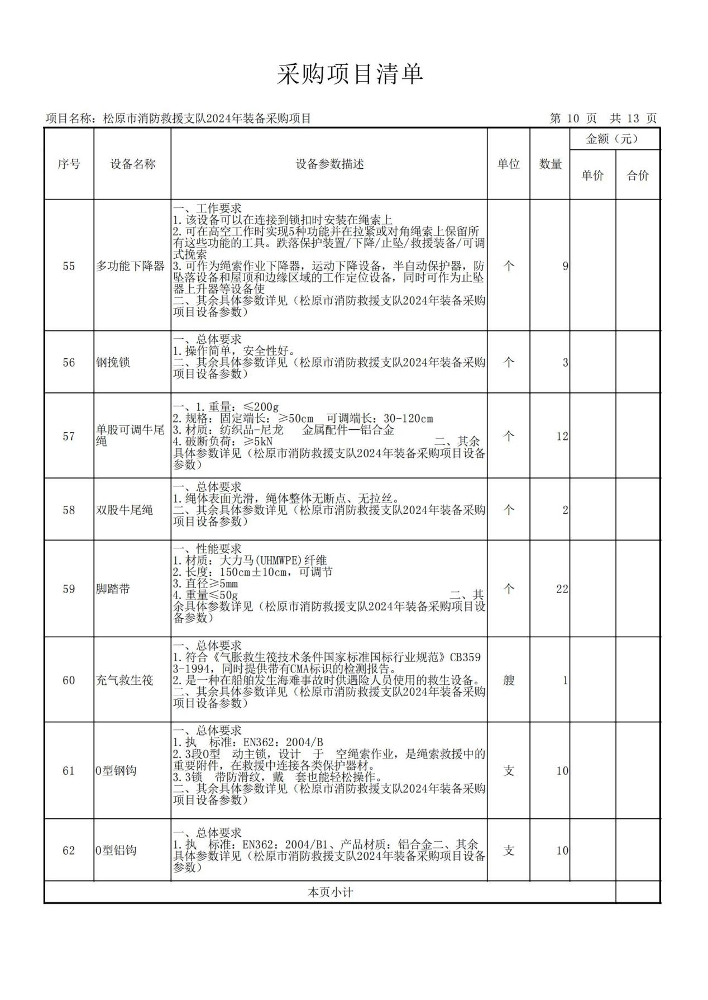 采购项目清单
项目名称：松原市消防救援支队2024年装备采购项目
第 10 页 共 13 页
序号 设备名称 设备参数描述 单位 数量 金额（元）
单价 合价
55
多功能下降器
一、工作要求
1.该设备可以在连接到锁扣时安装在绳索上
2.可在高空工作时实现5种功能并在拉紧或对角绳索上保留所
有这些功能的工具。跌落保护装置/下降/止坠/救援装备/可调
式挽索
3.可作为绳索作业下降器，运动下降设备，半自动保护器，防
坠落设备和屋顶和边缘区域的工作定位设备，同时可作为止坠
器上升器等设备使
二、其余具体参数详见（松原市消防救援支队2024年装备采购
项目设备参数）
个
9
56
钢挽锁
一、总体要求
1.操作简单，安全性好。
二、其余具体参数详见（松原市消防救援支队2024年装备采购
项目设备参数）
个
3
57
单股可调牛尾
绳
一、1.重量：≤200g
2.规格：固定端长：≥50cm 可调端长：30-120cm
3.材质：纺织品-尼龙 金属配件—铝合金
4.破断负荷：≥5kN 二、其余
具体参数详见（松原市消防救援支队2024年装备采购项目设备
参数）
个
12
58
双股牛尾绳
一、总体要求
1.绳体表面光滑，绳体整体无断点、无拉丝。
二、其余具体参数详见（松原市消防救援支队2024年装备采购
项目设备参数）
个
2
59
脚踏带
一、性能要求
1.材质：大力马(UHMWPE)纤维
2.长度：150cm±10cm，可调节
3.直径≥5mm
4.重量≤50g 二、其
余具体参数详见（松原市消防救援支队2024年装备采购项目设
备参数）
个
22
60
充气救生筏
一、总体要求
1.符合《气胀救生筏技术条件国家标准国标行业规范》CB359
3-1994，同时提供带有CMA标识的检测报告。
2.是一种在船舶发生海难事故时供遇险人员使用的救生设备。
二、其余具体参数详见（松原市消防救援支队2024年装备采购
项目设备参数）
艘
1
61
O型钢钩
一、总体要求
1.执 标准：EN362：2004/B
2.3段O型 动主锁，设计 于 空绳索作业，是绳索救援中的
重要附件，在救援中连接各类保护器材。
3.3锁 带防滑纹，戴 套也能轻松操作。
二、其余具体参数详见（松原市消防救援支队2024年装备采购
项目设备参数）
支
10
62
O型铝钩
一、总体要求
1.执 标准：EN362：2004/B1、产品材质：铝合金二、其余
具体参数详见（松原市消防救援支队2024年装备采购项目设备
参数）
支
10
本页小计